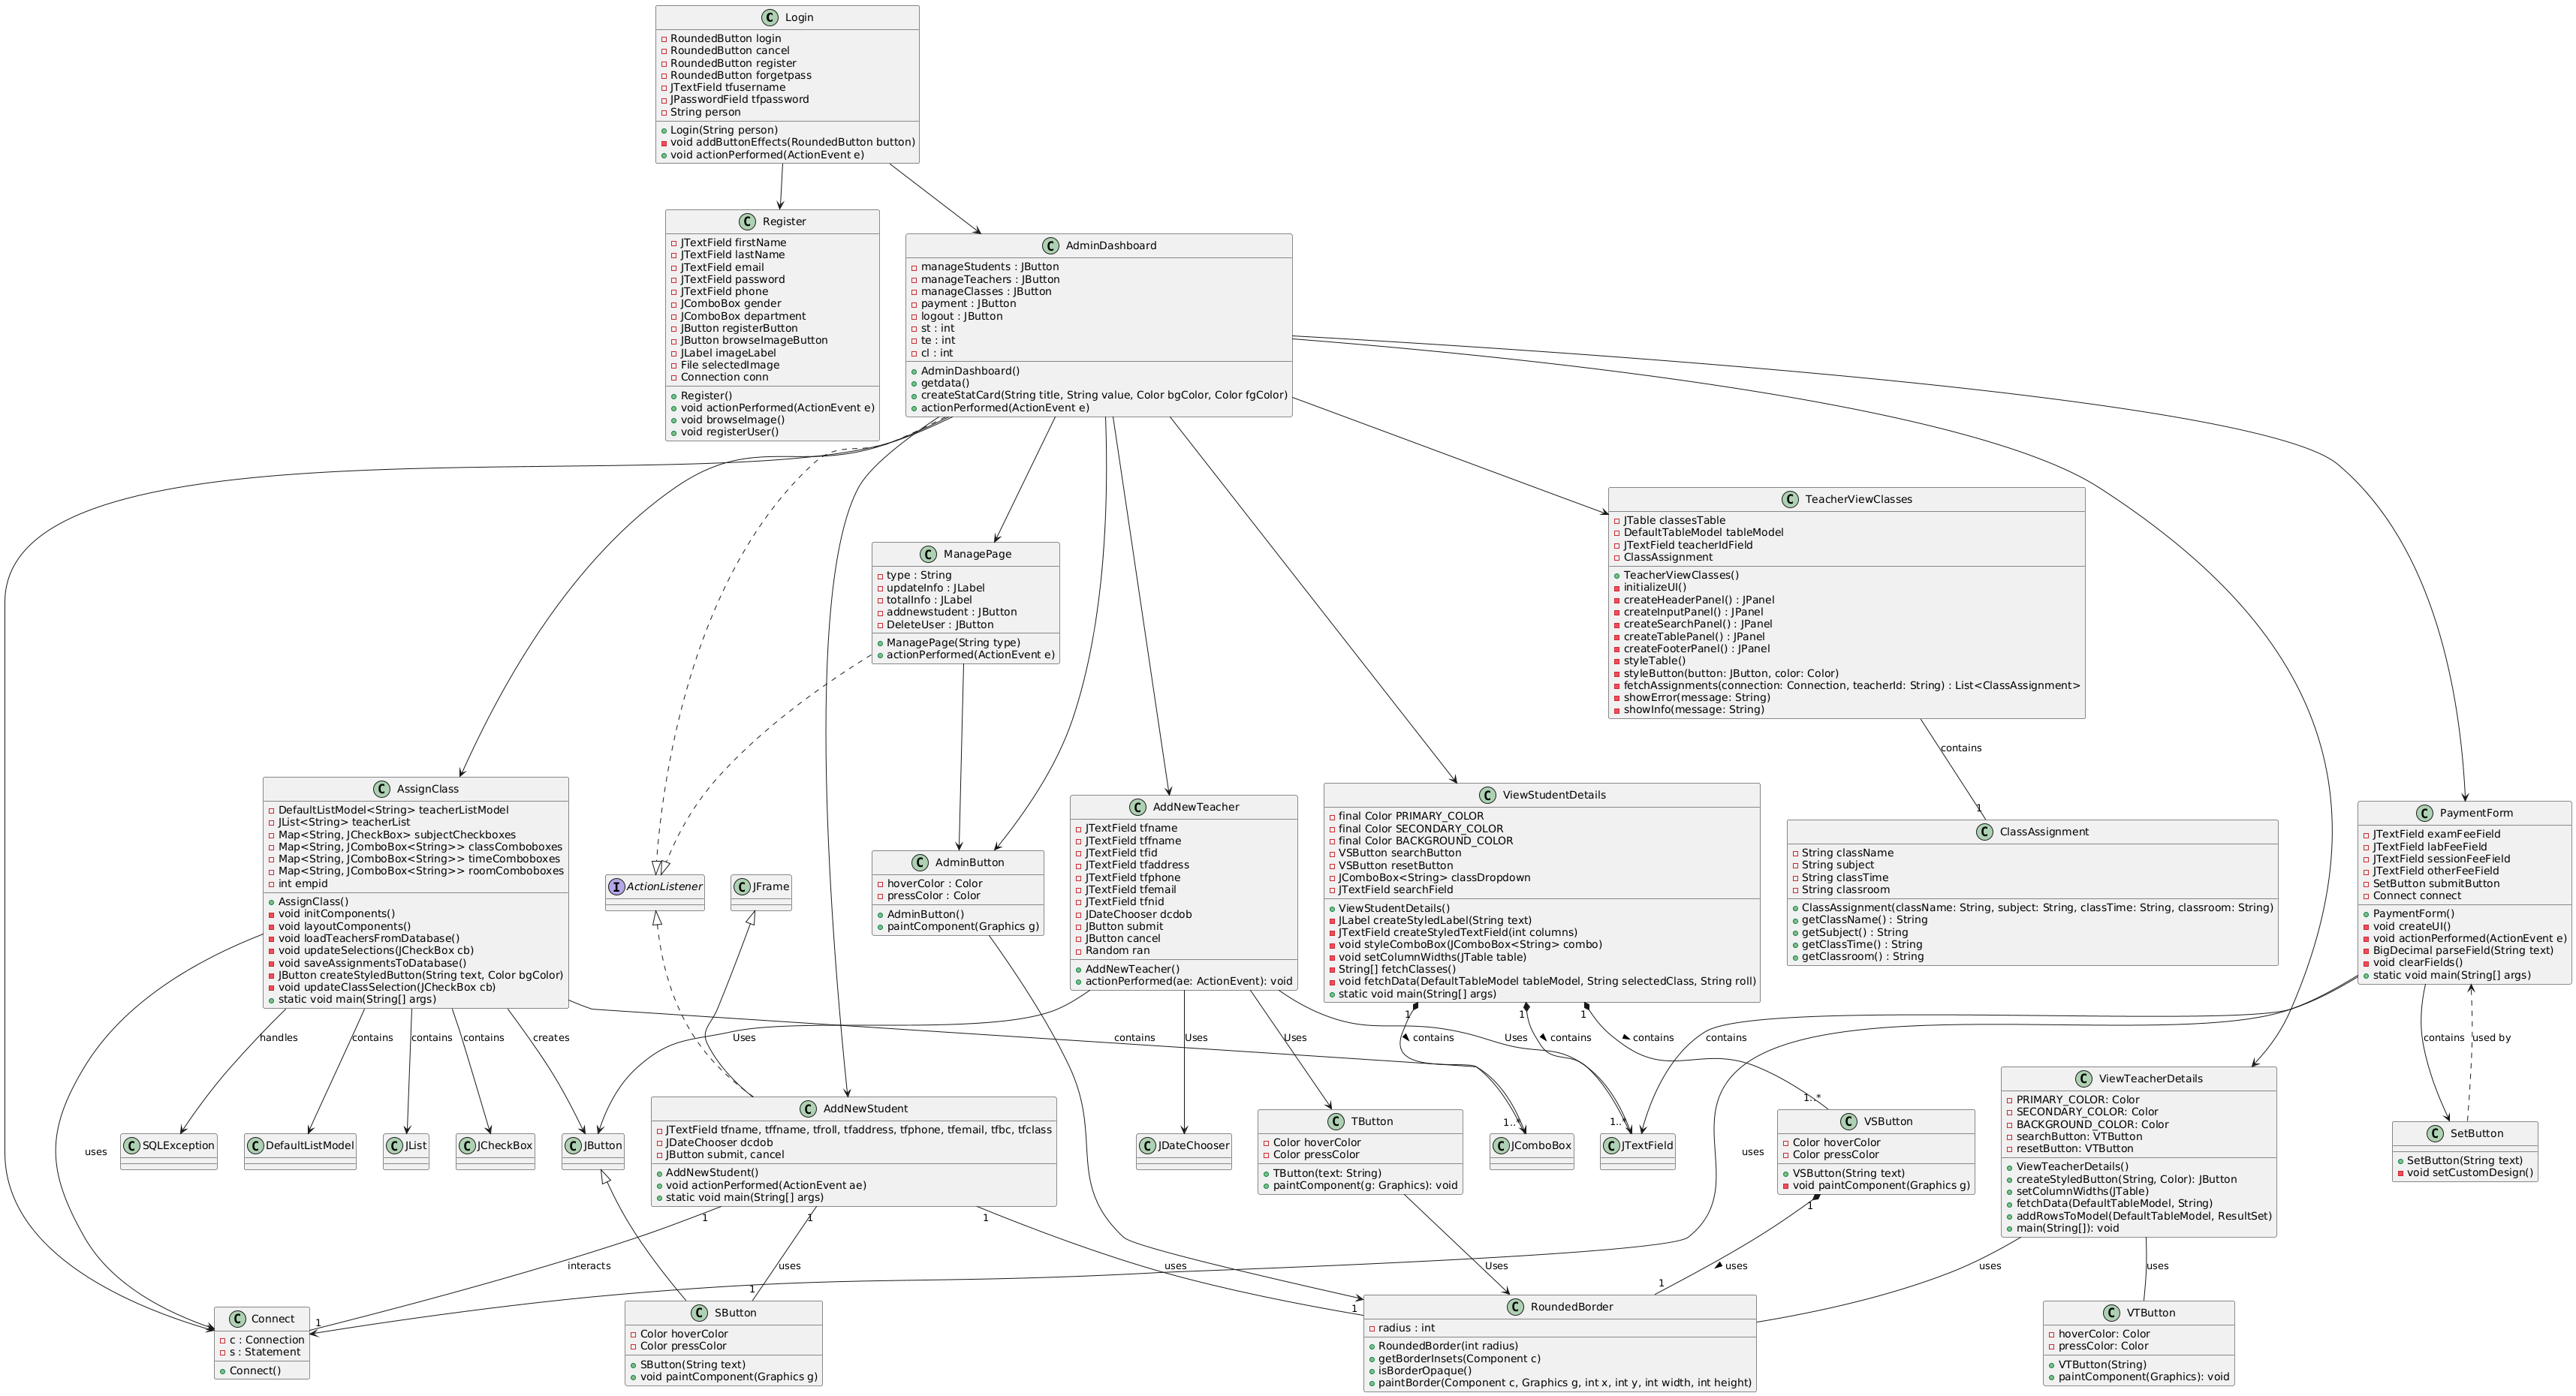 C Login
RoundedButton login
RoundedButton cancel
RoundedButton register
RoundedButton forgetpass
JTextField tfusername
JPasswordField tfpassword
String person
Login(String person)
void addButtonEffects(RoundedButton button)
void actionPerformed(ActionEvent e)
C Register
JTextField firstName
JTextField lastName
JTextField email
JTextField password
JTextField phone
JComboBox gender
JComboBox department
JButton registerButton
JButton browseImageButton
JLabel imageLabel
File selectedImage
Connection conn
Register()
void actionPerformed(ActionEvent e)
void browseImage()
void registerUser()
C AdminDashboard
manageStudents : JButton
manageTeachers : JButton
manageClasses : JButton
payment : JButton
logout : JButton
st : int
te : int
cl : int
AdminDashboard()
getdata()
createStatCard(String title, String value, Color bgColor, Color fgColor)
actionPerformed(ActionEvent e)
C TeacherViewClasses
JTable classesTable
DefaultTableModel tableModel
JTextField teacherIdField
ClassAssignment
TeacherViewClasses()
initializeUI()
createHeaderPanel() : JPanel
createInputPanel() : JPanel
createSearchPanel() : JPanel
createTablePanel() : JPanel
createFooterPanel() : JPanel
styleTable()
styleButton(button: JButton, color: Color)
fetchAssignments(connection: Connection, teacherId: String) : List<ClassAssignment>
showError(message: String)
showInfo(message: String)
C ManagePage
type : String
updateInfo : JLabel
totalInfo : JLabel
addnewstudent : JButton
DeleteUser : JButton
ManagePage(String type)
actionPerformed(ActionEvent e)
contains
1
C AssignClass
DefaultListModel<String> teacherListModel
JList<String> teacherList
Map<String, JCheckBox> subjectCheckboxes
Map<String, JComboBox<String>> classComboboxes
Map<String, JComboBox<String>> timeComboboxes
Map<String, JComboBox<String>> roomComboboxes
int empid
AssignClass()
void initComponents()
void layoutComponents()
void loadTeachersFromDatabase()
void updateSelections(JCheckBox cb)
void saveAssignmentsToDatabase()
JButton createStyledButton(String text, Color bgColor)
void updateClassSelection(JCheckBox cb)
static void main(String[] args)
I ActionListener
C JFrame
C AdminButton
hoverColor : Color
pressColor : Color
AdminButton()
paintComponent(Graphics g)
C AddNewTeacher
JTextField tfname
JTextField tffname
JTextField tfid
JTextField tfaddress
JTextField tfphone
JTextField tfemail
JTextField tfnid
JDateChooser dcdob
JButton submit
JButton cancel
Random ran
AddNewTeacher()
actionPerformed(ae: ActionEvent): void
C ViewStudentDetails
final Color PRIMARY_COLOR
final Color SECONDARY_COLOR
final Color BACKGROUND_COLOR
VSButton searchButton
VSButton resetButton
JComboBox<String> classDropdown
JTextField searchField
ViewStudentDetails()
JLabel createStyledLabel(String text)
JTextField createStyledTextField(int columns)
void styleComboBox(JComboBox<String> combo)
void setColumnWidths(JTable table)
String[] fetchClasses()
void fetchData(DefaultTableModel tableModel, String selectedClass, String roll)
static void main(String[] args)
C ClassAssignment
String className
String subject
String classTime
String classroom
ClassAssignment(className: String, subject: String, classTime: String, classroom: String)
getClassName() : String
getSubject() : String
getClassTime() : String
getClassroom() : String
C PaymentForm
JTextField examFeeField
JTextField labFeeField
JTextField sessionFeeField
JTextField otherFeeField
SetButton submitButton
Connect connect
PaymentForm()
void createUI()
void actionPerformed(ActionEvent e)
BigDecimal parseField(String text)
void clearFields()
static void main(String[] args)
1
1
1
handles
contains
contains
contains
creates
Uses
contains
Uses
Uses
Uses
contains
contains
contains
contains
contains
used by
uses
uses
1..*
1..
1..
C SQLException
C DefaultListModel
C JList
C JCheckBox
C JButton
C AddNewStudent
JTextField tfname, tffname, tfroll, tfaddress, tfphone, tfemail, tfbc, tfclass
JDateChooser dcdob
JButton submit, cancel
AddNewStudent()
void actionPerformed(ActionEvent ae)
static void main(String[] args)
C JDateChooser
C TButton
Color hoverColor
Color pressColor
TButton(text: String)
paintComponent(g: Graphics): void
C JComboBox
C JTextField
C VSButton
Color hoverColor
Color pressColor
VSButton(String text)
void paintComponent(Graphics g)
C ViewTeacherDetails
PRIMARY_COLOR: Color
SECONDARY_COLOR: Color
BACKGROUND_COLOR: Color
searchButton: VTButton
resetButton: VTButton
ViewTeacherDetails()
createStyledButton(String, Color): JButton
setColumnWidths(JTable)
fetchData(DefaultTableModel, String)
addRowsToModel(DefaultTableModel, ResultSet)
main(String[]): void
C SetButton
SetButton(String text)
void setCustomDesign()
1
1
1
1
interacts
uses
uses
Uses
uses
uses
uses
1
1
1
1
C Connect
c : Connection
s : Statement
Connect()
C SButton
Color hoverColor
Color pressColor
SButton(String text)
void paintComponent(Graphics g)
C RoundedBorder
radius : int
RoundedBorder(int radius)
getBorderInsets(Component c)
isBorderOpaque()
paintBorder(Component c, Graphics g, int x, int y, int width, int height)
C VTButton
hoverColor: Color
pressColor: Color
VTButton(String)
paintComponent(Graphics): void